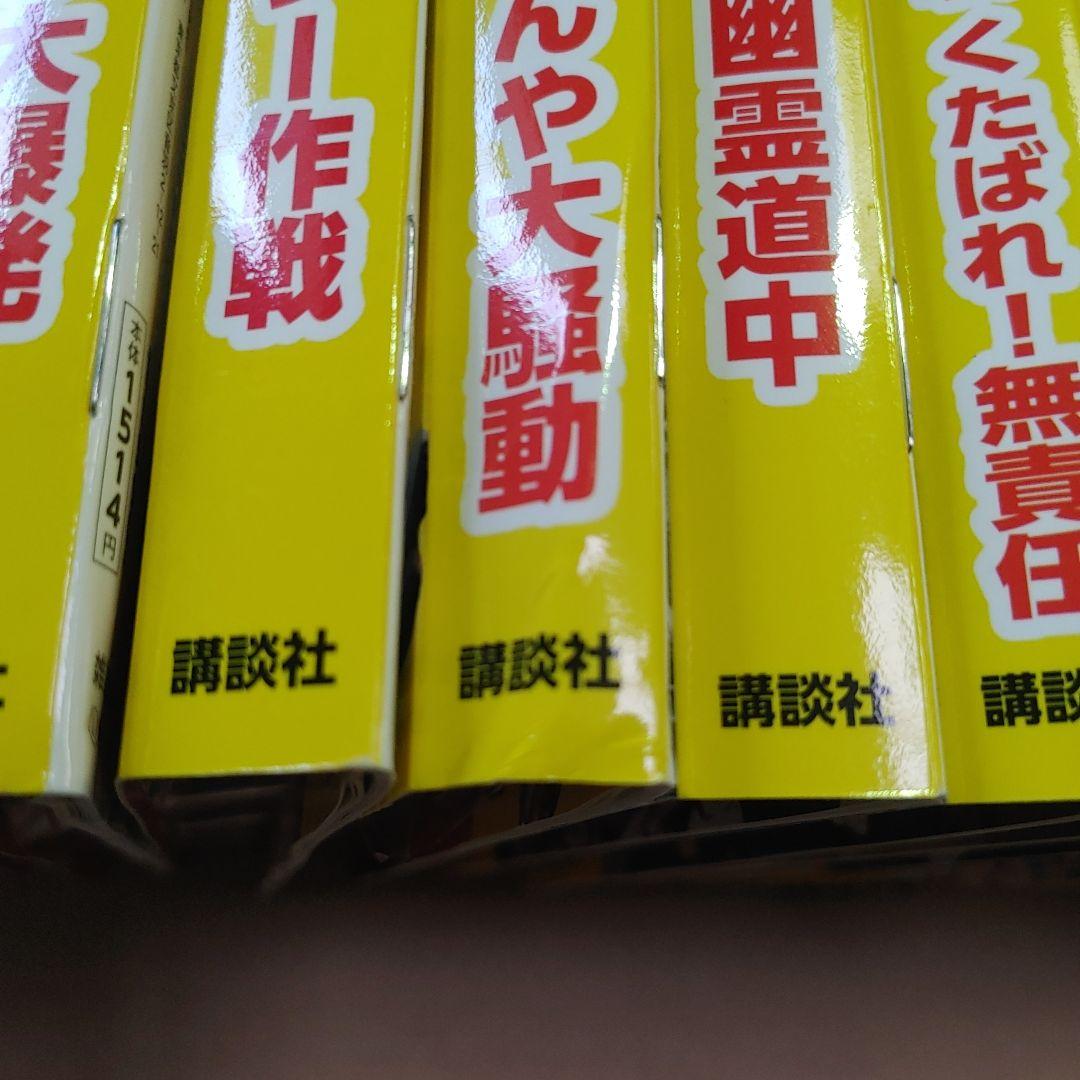 大爆発
本体1514円
ー作戦
講談社
んや大騒動
講談社
幽霊道中
講談社
くたばれ！無責任
講談